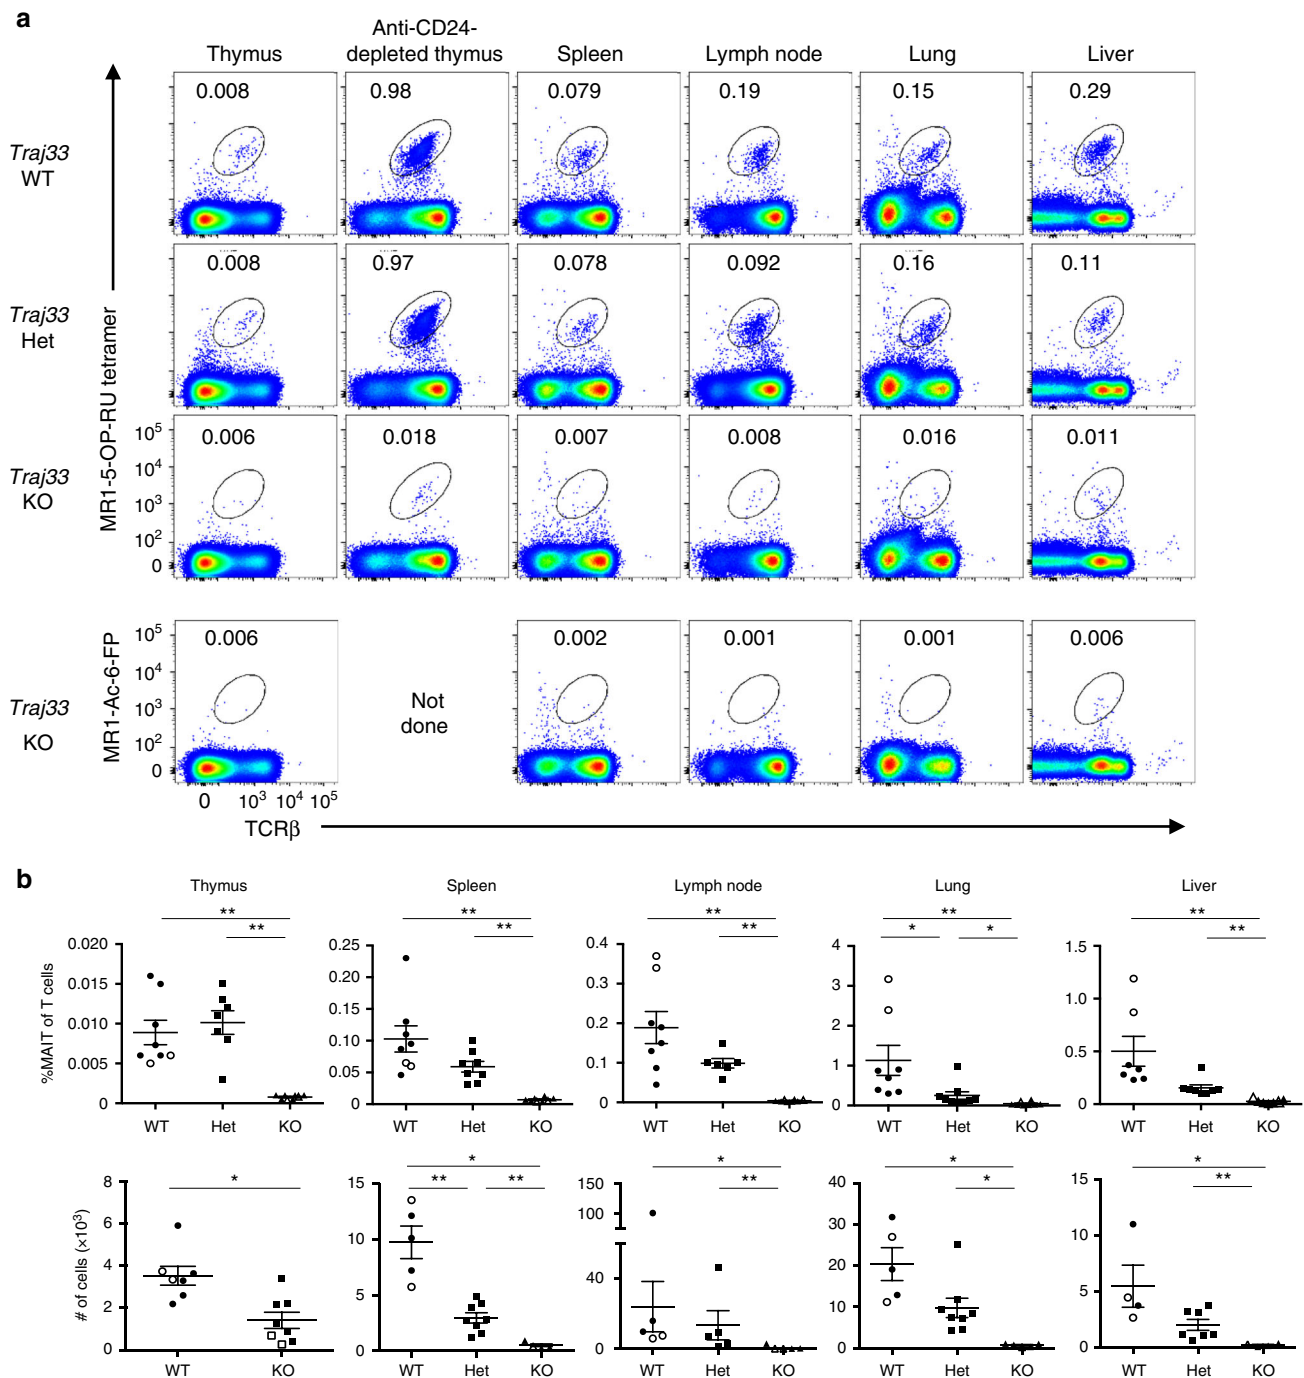 a
Thymus
Anti-CD24-
depleted thymus
Spleen
Lymph node
Lung
Liver
MR1-5-OP-RU tetramer
Traj33
WT
0.008
0.98
0.079
0.19
0.15
0.29
Traj33
Het
0.008
0.97
0.078
0.092
0.16
0.11
Traj33
KO
10^5
10^4
10^3
10^2
0
0.006
0.018
0.007
0.008
0.016
0.011
Traj33
KO
MR1-Ac-6-FP
10^5
10^4
10^3
10^2
0
0.006
Not
done
0.002
0.001
0.001
0.006
0 10^3 10^4 10^5
TCRβ
b
Thymus
Spleen
Lymph node
Lung
Liver
%MAIT of T cells
**
**
0.020
0.015
0.010
0.005
0.000
WT Het KO
**
**
0.25
0.20
0.15
0.10
0.05
0.00
WT Het KO
**
**
0.4
0.3
0.2
0.1
0.0
WT Het KO
**
* *
4
3
2
1
0
WT Het KO
**
**
1.5
1.0
0.5
0.0
WT Het KO
# of cells (×10^3)
*
8
6
4
2
0
WT KO
*
** **
15
10
5
0
WT Het KO
*
**
150
100
40
0
WT Het KO
*
*
40
30
20
10
0
WT Het KO
*
**
15
10
5
0
WT Het KO